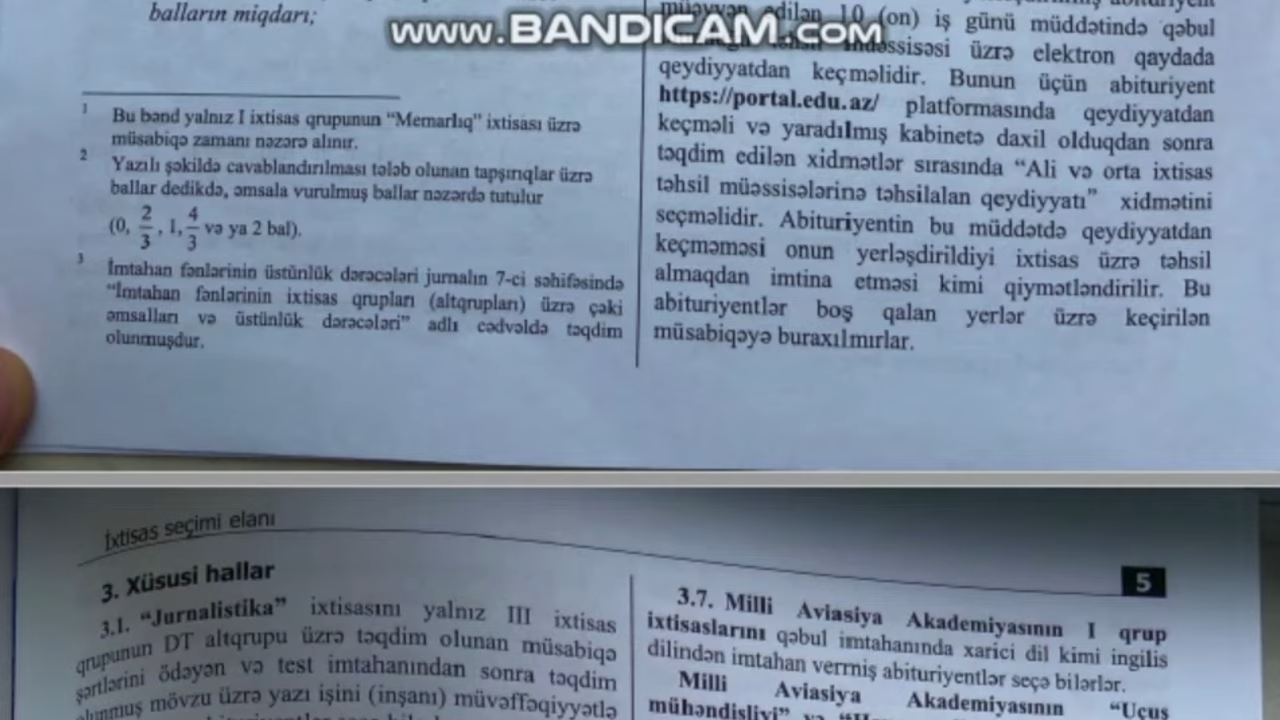 balların miqdarı;
www.BANDICAM.com
1 Bu bənd yalnız I ixtisas qrupunun “Memarlıq” ixtisası üzrə
müsabiqə zamanı nəzərə alınır.
2 Yazılı şəkildə cavablandırılması tələb olunan tapşırıqlar üzrə
ballar dedikdə, əmsala vurulmuş ballar nəzərdə tutulur
(0, 2/3, 1, 4/3 və ya 2 bal).
3 İmtahan fənlərinin üstünlük dərəcələri jurnalın 7-ci səhifəsində
“İmtahan fənlərinin ixtisas qrupları (altqrupları) üzrə çəki
əmsalları və üstünlük dərəcələri” adlı cədvəldə təqdim
olunmuşdur.
müəyyən edilən 10 (on) iş günü müddətində qəbul
üzrə elektron qaydada
qeydiyyatdan keçməlidir. Bunun üçün abituriyent
https://portal.edu.az/ platformasında qeydiyyatdan
keçməli və yaradılmış kabinetə daxil olduqdan sonra
təqdim edilən xidmətlər sırasında “Ali və orta ixtisas
təhsil müəssisələrinə təhsilalan qeydiyyatı” xidmətini
seçməlidir. Abituriyentin bu müddətdə qeydiyyatdan
keçməməsi onun yerləşdirildiyi ixtisas üzrə təhsil
almaqdan imtina etməsi kimi qiymətləndirilir. Bu
abituriyentlər boş qalan yerlər üzrə keçirilən
müsabiqəyə buraxılmırlar.
İxtisas seçimi elanı
5
3. Xüsusi hallar
3.1. “Jurnalistika” ixtisasını yalnız III ixtisas
qrupunun DT altqrupu üzrə təqdim olunan müsabiqə
şərtlərini ödəyən və test imtahanından sonra təqdim
olunmuş mövzu üzrə yazı işini (inşanı) müvəffəqiyyətlə
3.7. Milli Aviasiya Akademiyasının I qrup
ixtisaslarını qəbul imtahanında xarici dil kimi ingilis
dilindən imtahan vermiş abituriyentlər seçə bilərlər.
Milli Aviasiya Akademiyasının “Uçuş
mühəndisliyi”